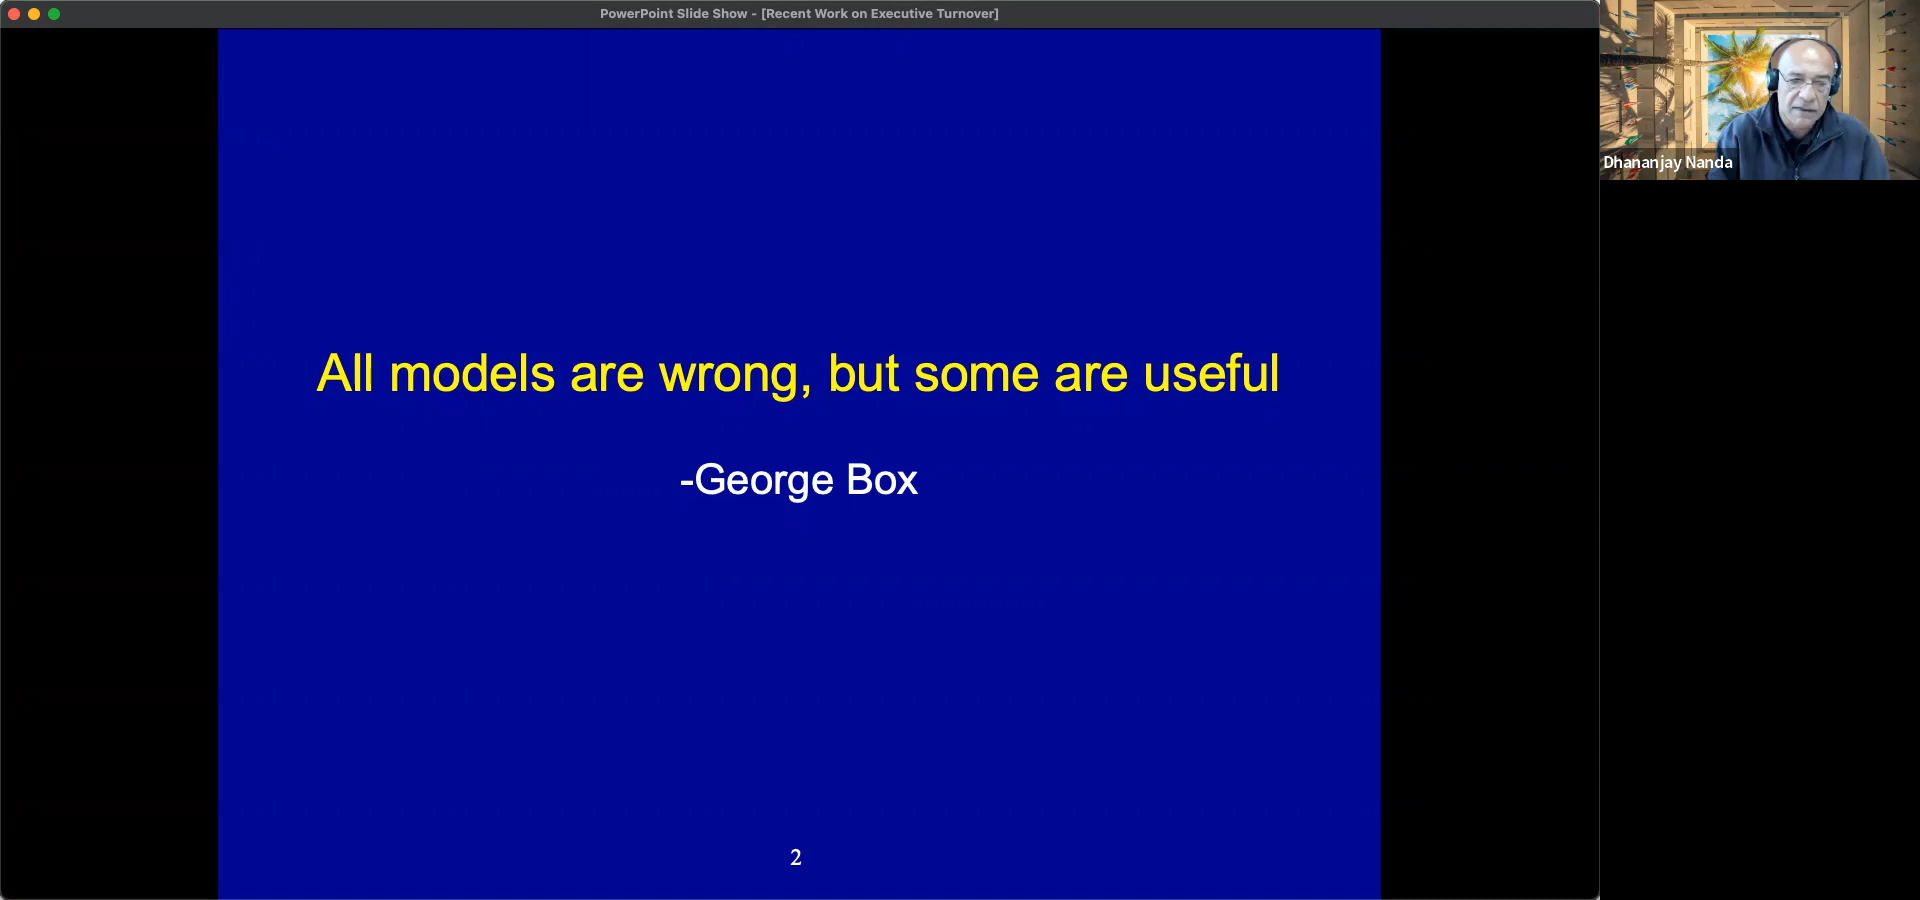 PowerPoint Slide Show - [Recent Work on Executive Turnover]
All models are wrong, but some are useful
-George Box
2
Dhananjay Nanda